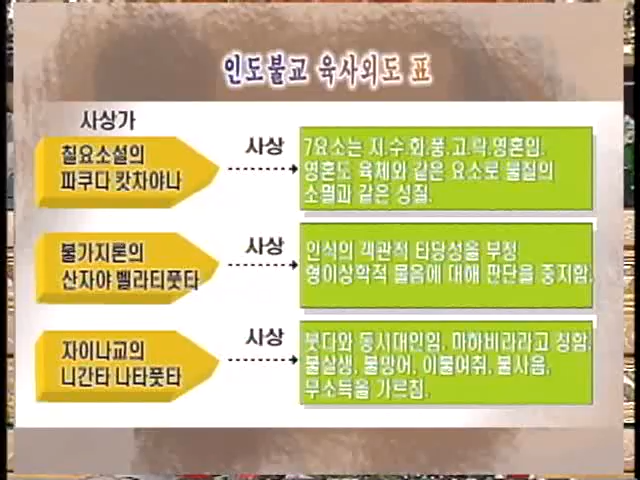 인도불교 육사외도 표
사상가
칠요소설의
파쿠다 캇차야나
사상
7요소는 지.수.화.풍.고.락.영혼임.
영혼도 육체와 같은 요소로 물질의
소멸과 같은 성질.
불가지론의
산자야 벨라티풋타
사상
인식의 객관적 타당성을 부정
형이상학적 물음에 대해 판단을 중지함.
자이나교의
니간타 나타풋타
사상
붓다와 동시대인임. 마하비라라고 칭함.
불살생, 불망어, 이불여취, 불사음,
무소득을 가르침.